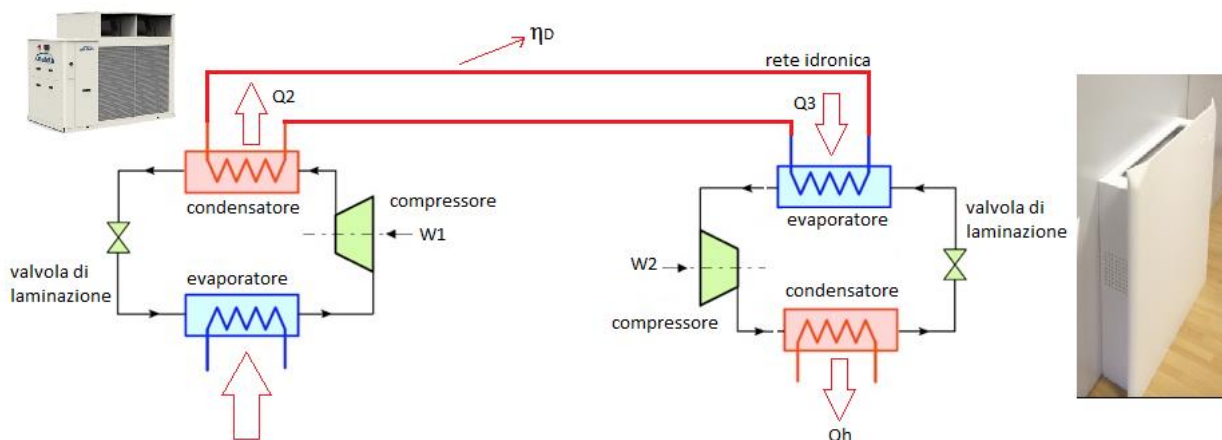 ηD
rete idronica
Q2
Q3
condensatore
compressore
W1
valvola di
laminazione
evaporatore
evaporatore
valvola di
laminazione
W2
condensatore
compressore
Qh